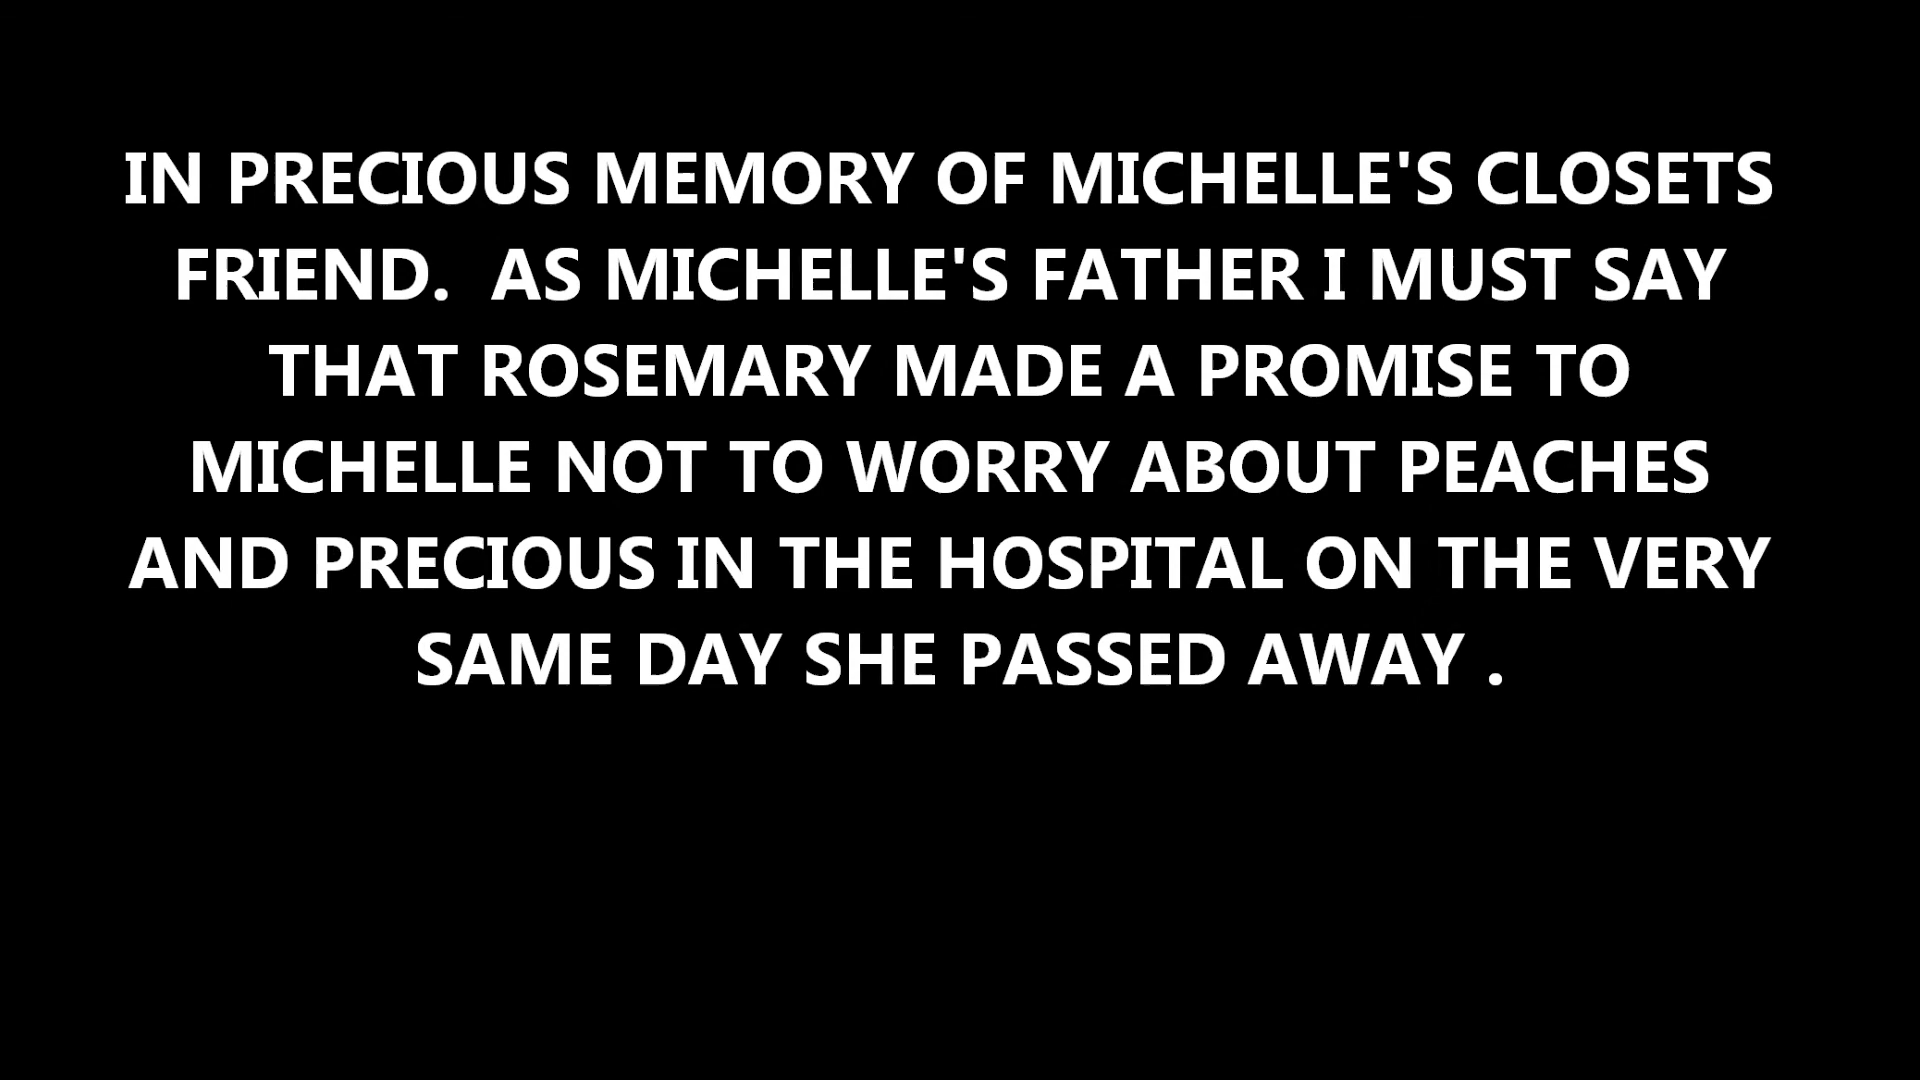 IN PRECIOUS MEMORY OF MICHELLE'S CLOSETS
FRIEND.  AS MICHELLE'S FATHER I MUST SAY
THAT ROSEMARY MADE A PROMISE TO
MICHELLE NOT TO WORRY ABOUT PEACHES
AND PRECIOUS IN THE HOSPITAL ON THE VERY
SAME DAY SHE PASSED AWAY .